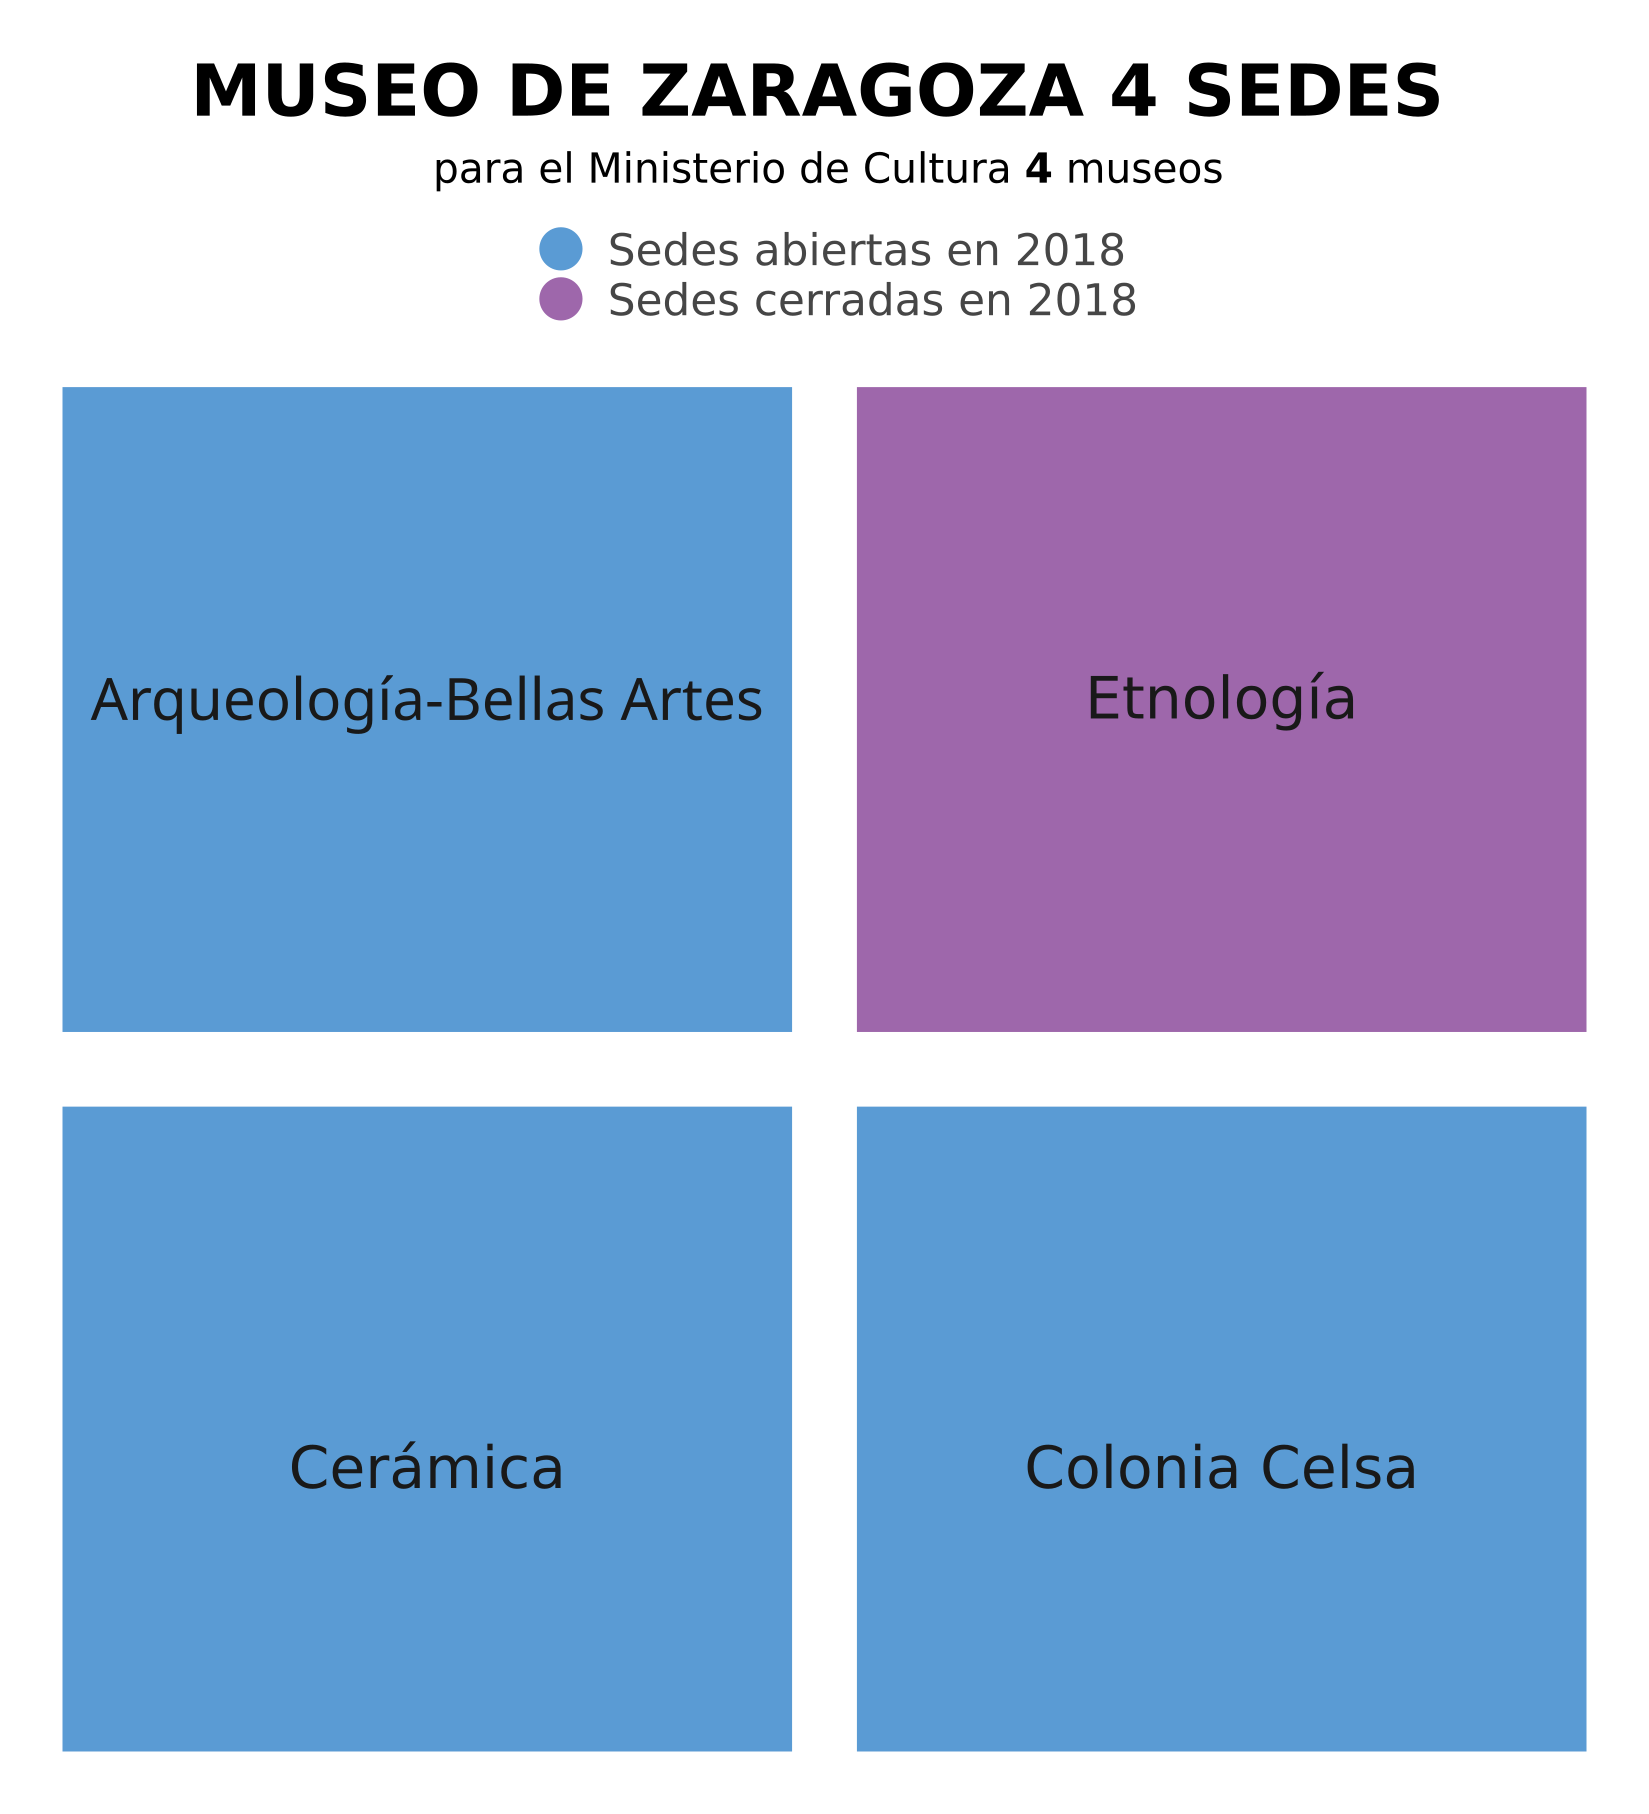 MUSEO DE ZARAGOZA 4 SEDES
para el Ministerio de Cultura 4 museos
Sedes abiertas en 2018
Sedes cerradas en 2018
Arqueología-Bellas Artes
Etnología
Cerámica
Colonia Celsa